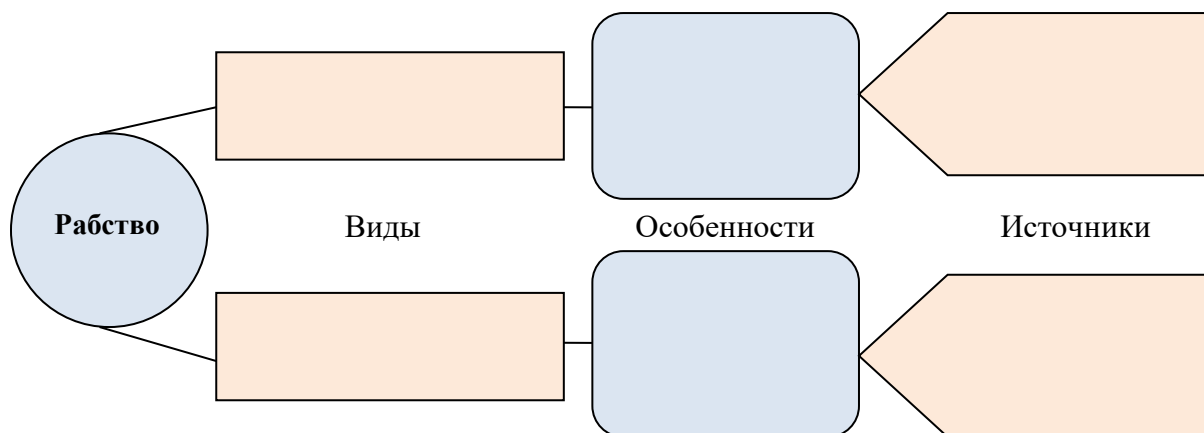 Рабство
Виды
Особенности
Источники